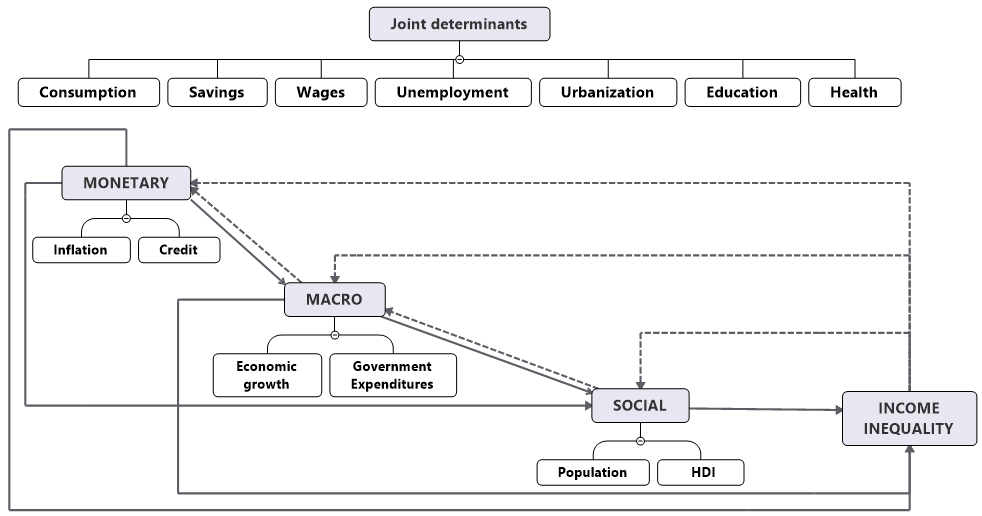 Joint determinants
Consumption
Savings
Wages
Unemployment
Urbanization
Education
Health
MONETARY
Inflation
Credit
MACRO
Economic
growth
Government
Expenditures
SOCIAL
Population
HDI
INCOME
INEQUALITY